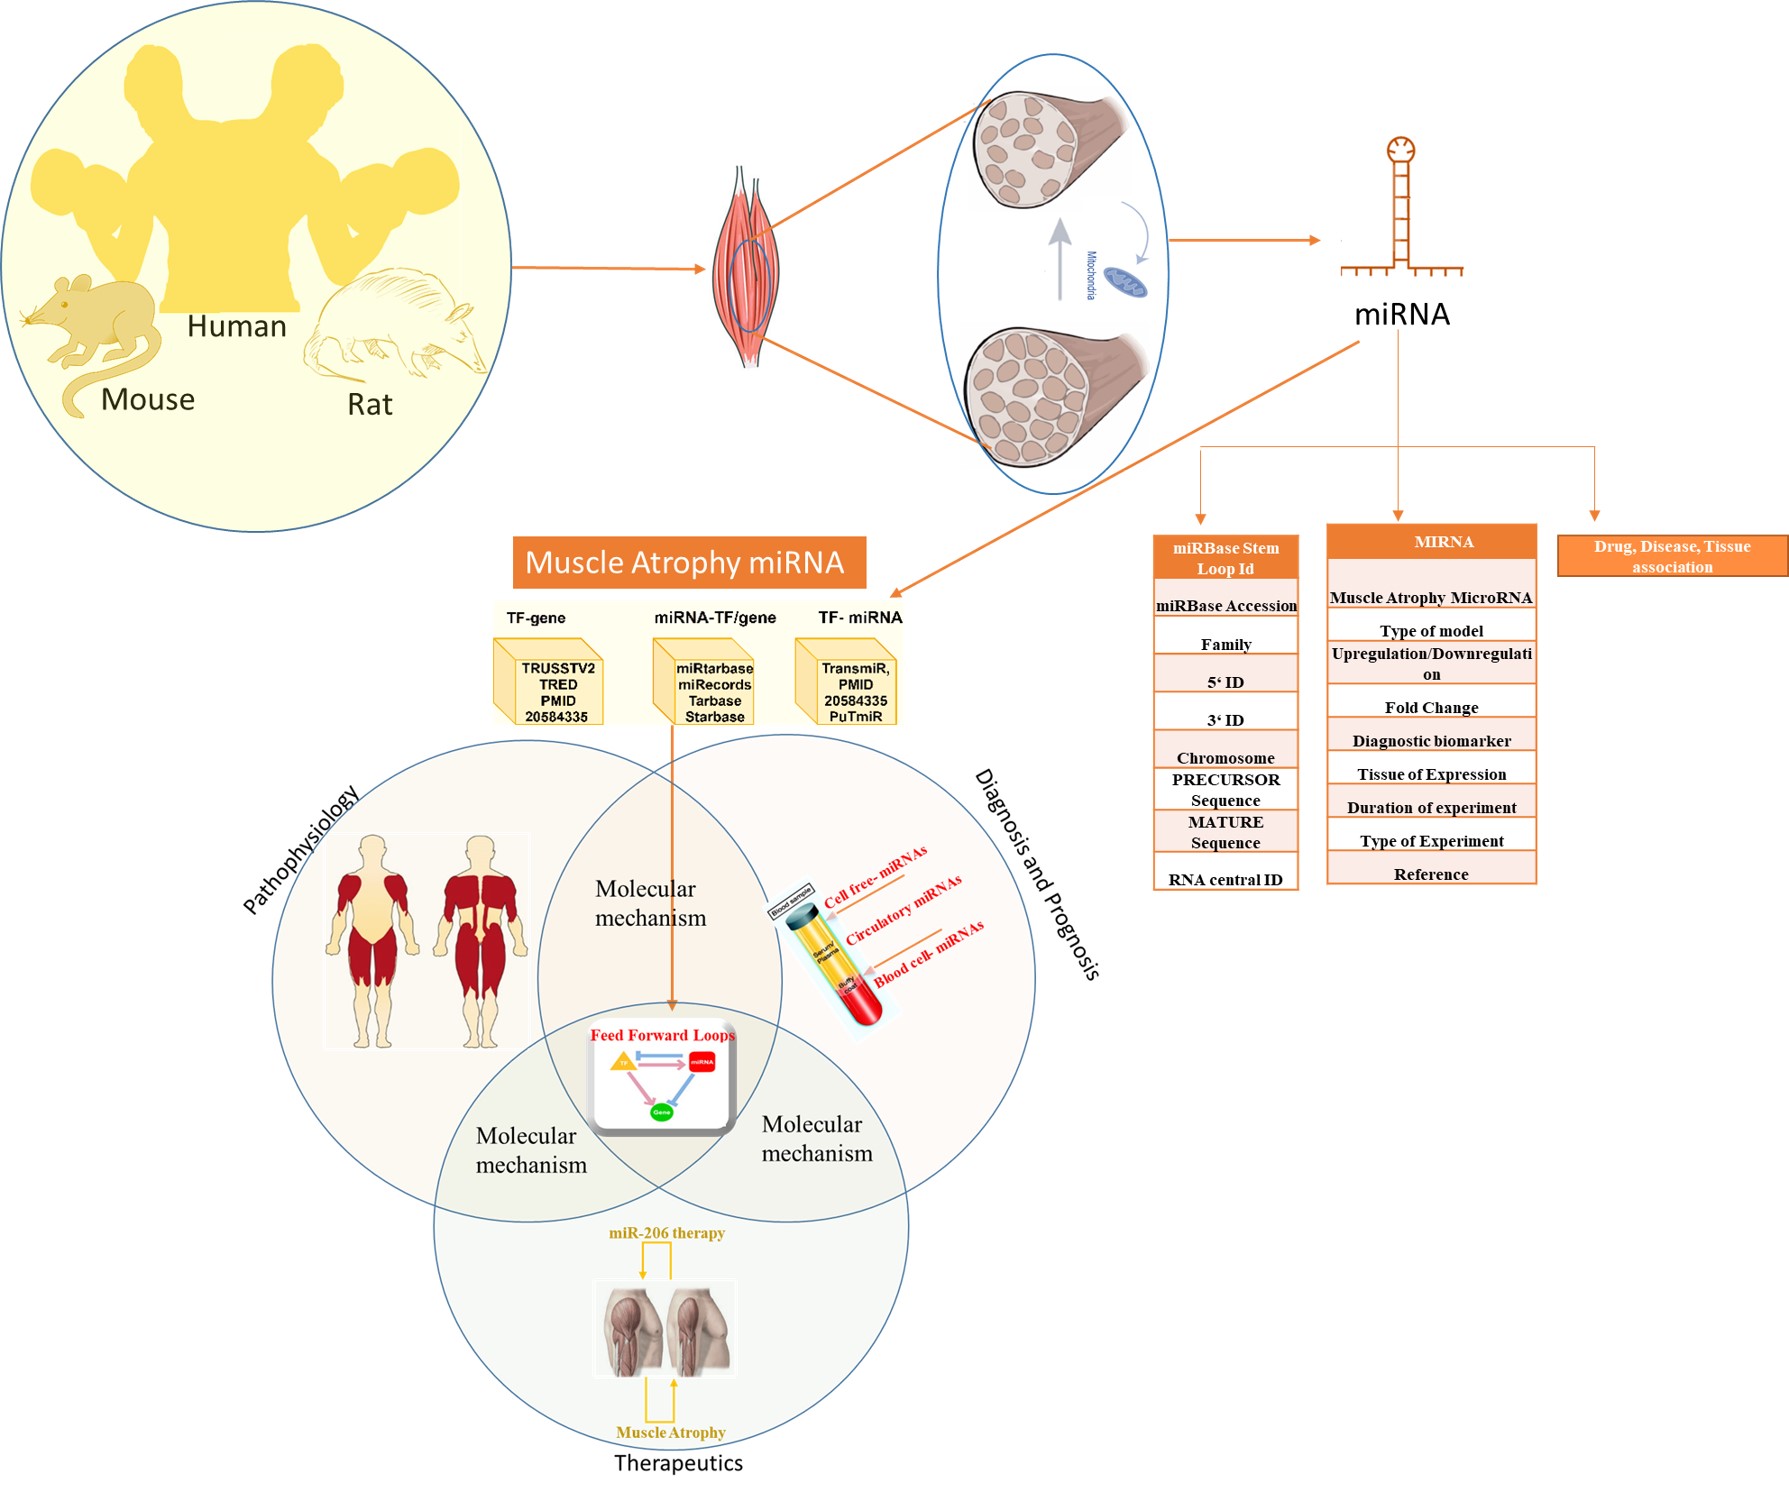 Human
Mouse
Rat
Mitochondria
miRNA
Muscle Atrophy miRNA
TF-gene
miRNA-TF/gene
TF- miRNA
TRUSSTV2
TRED
PMID
20584335
miRtarbase
miRecords
Tarbase
Starbase
TransmiR,
PMID
20584335
PuTmiR
miRBase Stem
Loop Id
miRBase Accession
Family
5‘ ID
3‘ ID
Chromosome
PRECURSOR
Sequence
MATURE
Sequence
RNA central ID
MIRNA
Muscle Atrophy MicroRNA
Type of model
Upregulation/Downregulati
on
Fold Change
Diagnostic biomarker
Tissue of Expression
Duration of experiment
Type of Experiment
Reference
Drug, Disease, Tissue
association
Pathophysiology
Diagnosis and Prognosis
Molecular
mechanism
Blood sample
Serum/
Plasma
Buffy
coat
Cell free- miRNAs
Circulatory miRNAs
Blood cell- miRNAs
Feed Forward Loops
TF
miRNA
Gene
Molecular
mechanism
Molecular
mechanism
miR-206 therapy
Muscle Atrophy
Therapeutics